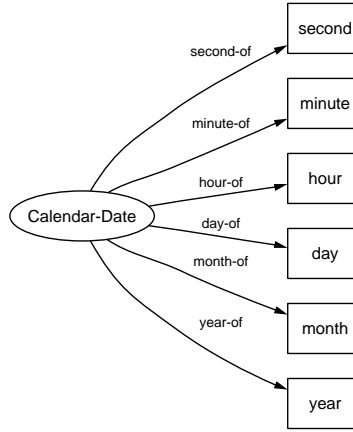 second
second-of
minute
minute-of
hour
hour-of
Calendar-Date
day-of
day
month-of
month
year-of
year